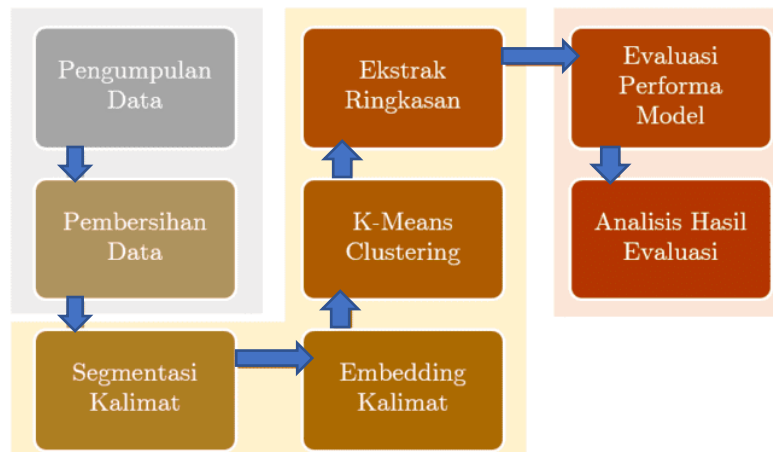 Pengumpulan
Data
Pembersihan
Data
Segmentasi
Kalimat
Embedding
Kalimat
K-Means
Clustering
Ekstrak
Ringkasan
Evaluasi
Performa
Model
Analisis Hasil
Evaluasi